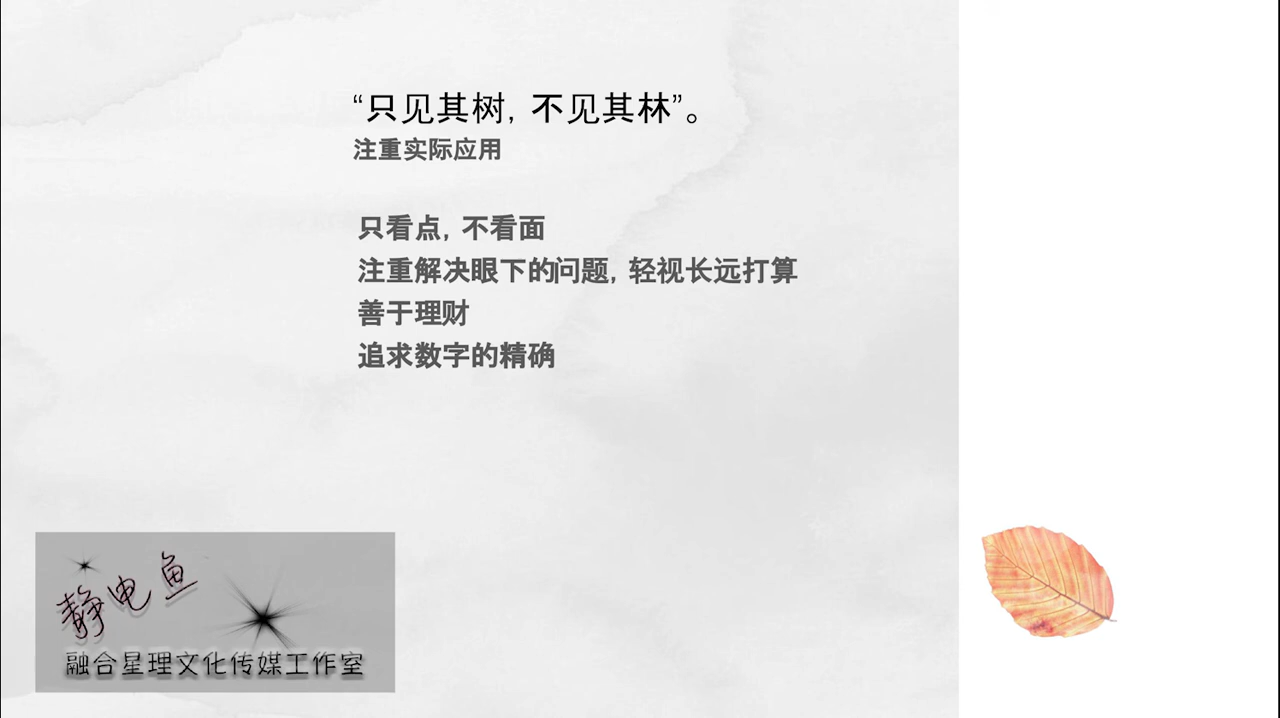 “只见其树，不见其林”。
注重实际应用
只看点，不看面
注重解决眼下的问题，轻视长远打算
善于理财
追求数字的精确
静电鱼
融合星理文化传媒工作室